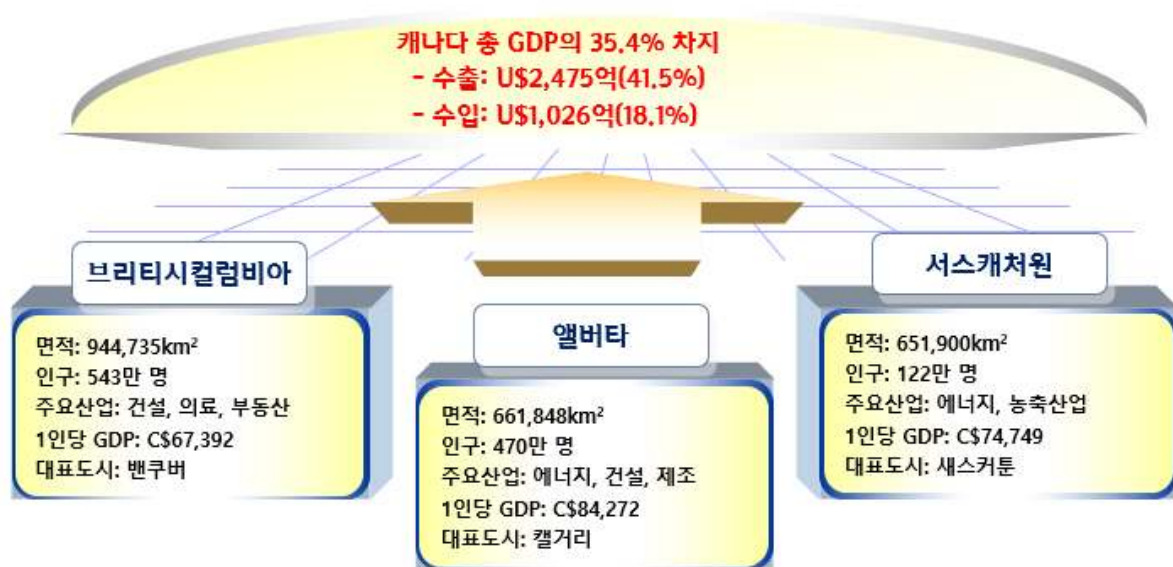 캐나다 총 GDP의 35.4% 차지
- 수출: U$2,475억(41.5%)
- 수입: U$1,026억(18.1%)
브리티시컬럼비아
면적: 944,735km²
인구: 543만 명
주요산업: 건설, 의료, 부동산
1인당 GDP: C$67,392
대표도시: 밴쿠버
앨버타
면적: 661,848km²
인구: 470만 명
주요산업: 에너지, 건설, 제조
1인당 GDP: C$84,272
대표도시: 캘거리
서스캐처원
면적: 651,900km²
인구: 122만 명
주요산업: 에너지, 농축산업
1인당 GDP: C$74,749
대표도시: 새스커툰